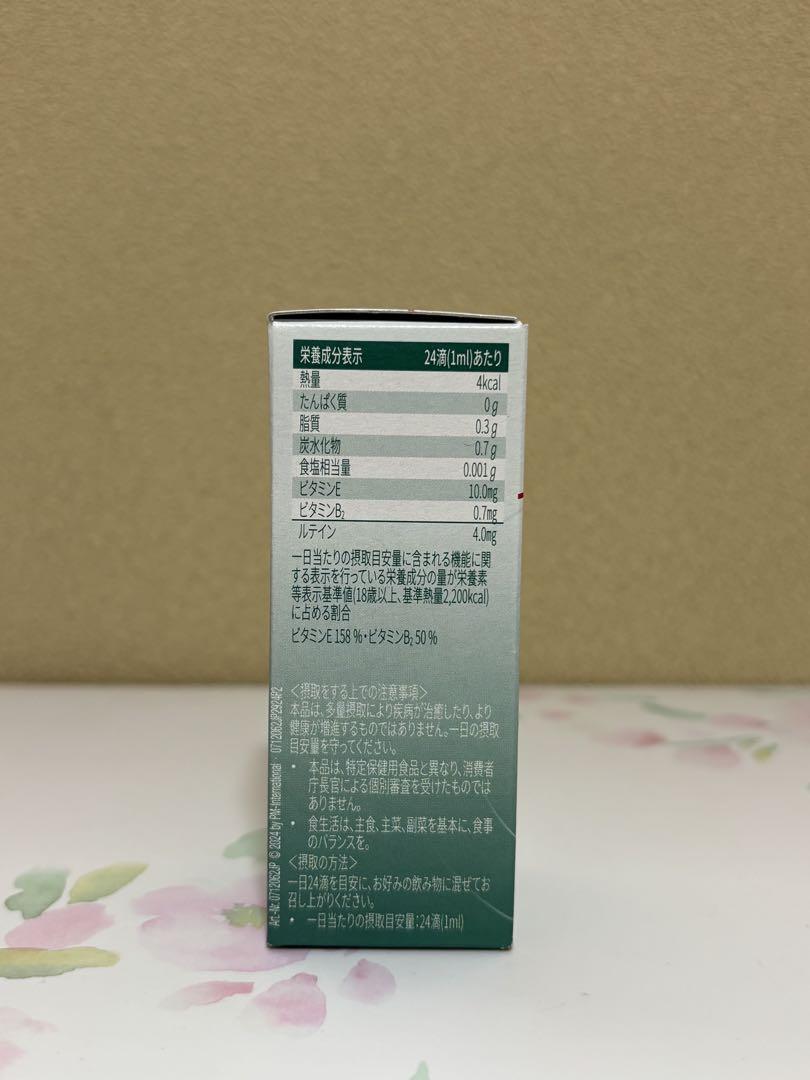 栄養成分表示 24滴(1ml)あたり
熱量 4kcal
たんぱく質 0g
脂質 0.3g
炭水化物 0.7g
食塩相当量 0.001g
ビタミンE 10.0mg
ビタミンB₂ 0.7mg
ルテイン 4.0mg
一日当たりの摂取目安量に含まれる機能に関
する表示を行っている栄養成分の量が栄養素
等表示基準値(18歳以上、基準熱量2,200kcal)
に占める割合
ビタミンE 158 %・ビタミンB₂ 50 %
＜摂取をする上での注意事項＞
本品は、多量摂取により疾病が治癒したり、より
健康が増進するものではありません。一日の摂取
目安量を守ってください。
• 本品は、特定保健用食品と異なり、消費者
庁長官による個別審査を受けたものでは
ありません。
• 食生活は、主食、主菜、副菜を基本に、食事
のバランスを。
＜摂取の方法＞
一日24滴を目安に、お好みの飲み物に混ぜてお
召し上がりください。
• 一日当たりの摂取目安量：24滴(1ml)
Art.-Nr. 0712062JP © 2024 by PM-International · 0712062JP2924R2